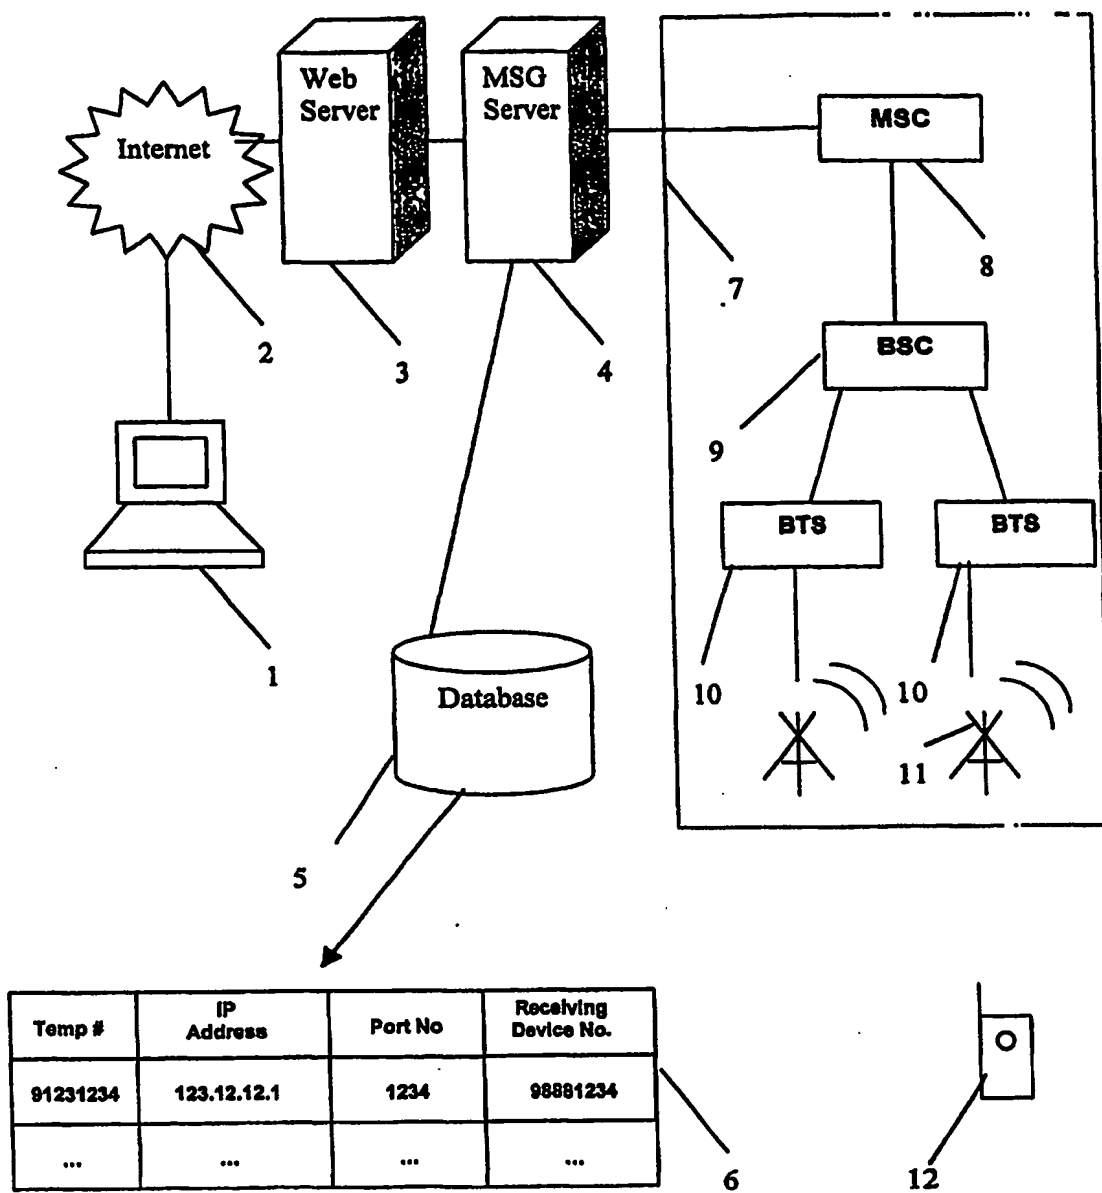 Web
Server
MSG
Server
MSC
Internet
7
8
2
3
4
BSC
9
BTS
BTS
1
Database
10
10
11
5
Temp #
IP
Address
Port No
Receiving
Device No.
91231234
123.12.12.1
1234
98881234
...
...
...
...
6
12